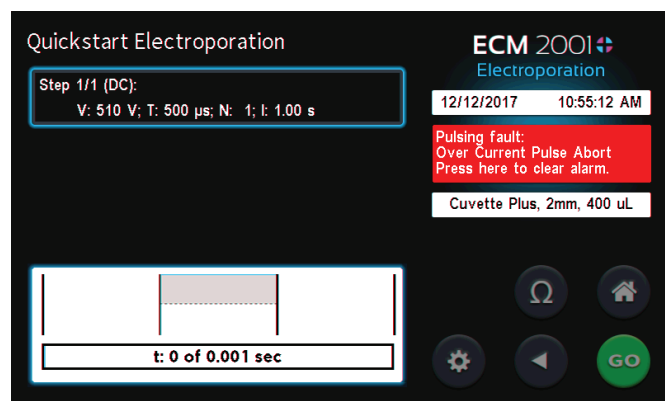 Quickstart Electroporation
Step 1/1 (DC):
V: 510 V; T: 500 µs; N: 1; I: 1.00 s
t: 0 of 0.001 sec
ECM 2001
Electroporation
12/12/2017 10:55:12 AM
Pulsing fault:
Over Current Pulse Abort
Press here to clear alarm.
Cuvette Plus, 2mm, 400 uL
Ω
GO